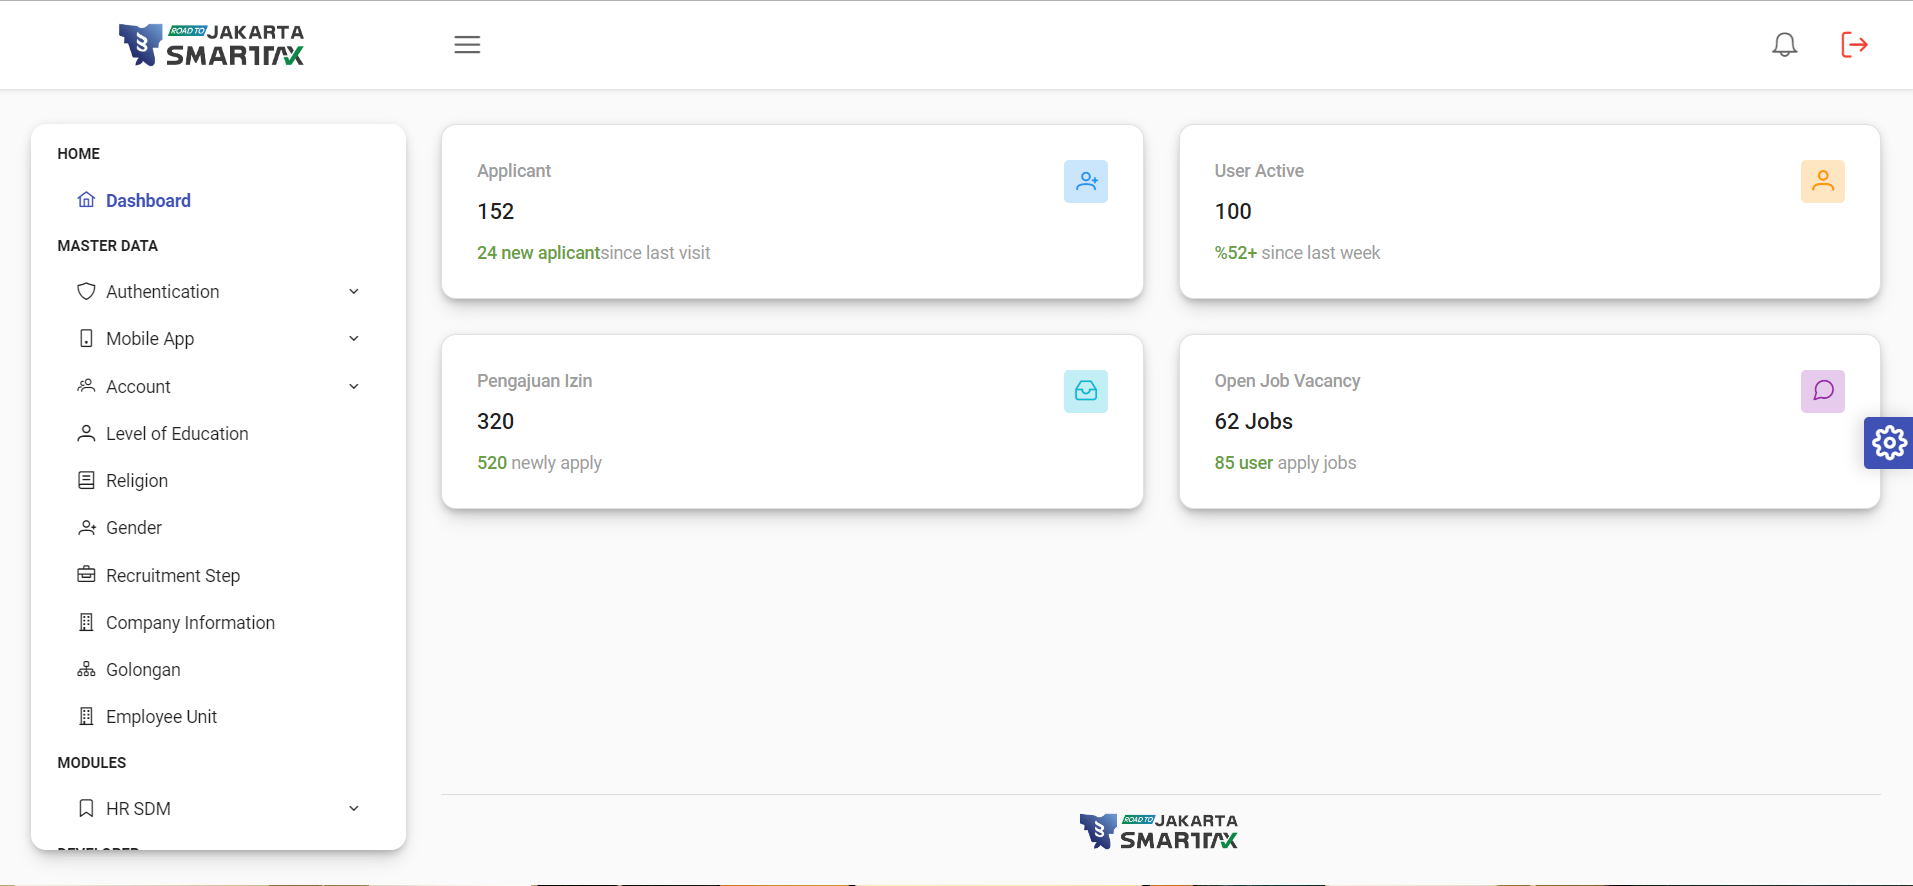 ROAD TO JAKARTA
SMARTTAX
HOME
Dashboard
MASTER DATA
Authentication
Mobile App
Account
Level of Education
Religion
Gender
Recruitment Step
Company Information
Golongan
Employee Unit
MODULES
HR SDM
DEVELOPER
Applicant
152
24 new aplicantsince last visit
User Active
100
%52+ since last week
Pengajuan Izin
320
520 newly apply
Open Job Vacancy
62 Jobs
85 user apply jobs
ROAD TO JAKARTA
SMARTTAX